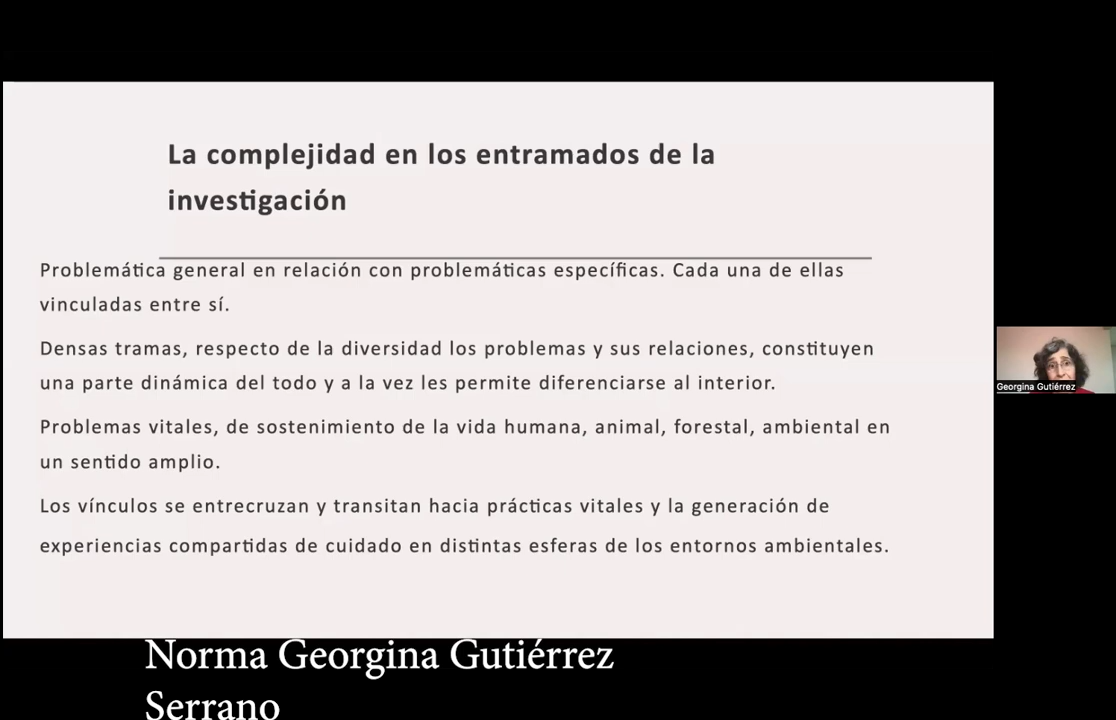 La complejidad en los entramados de la
investigación
Problemática general en relación con problemáticas específicas. Cada una de ellas
vinculadas entre sí.
Densas tramas, respecto de la diversidad los problemas y sus relaciones, constituyen
una parte dinámica del todo y a la vez les permite diferenciarse al interior.
Problemas vitales, de sostenimiento de la vida humana, animal, forestal, ambiental en
un sentido amplio.
Los vínculos se entrecruzan y transitan hacia prácticas vitales y la generación de
experiencias compartidas de cuidado en distintas esferas de los entornos ambientales.
Georgina Gutiérrez
Norma Georgina Gutiérrez
Serrano